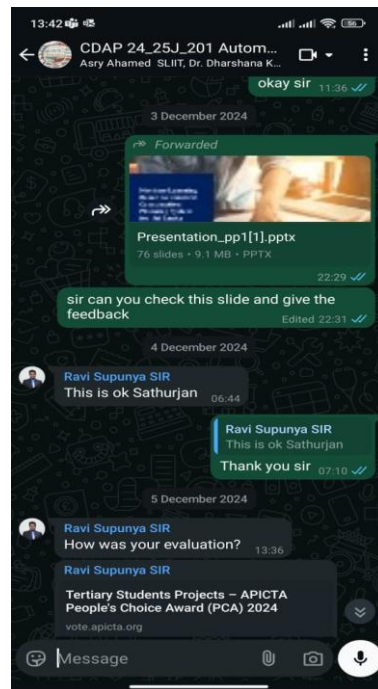 13:42
56
CDAP 24_25J_201 Autom...
Asry Ahamed SLIIT, Dr. Dharshana K...
okay sir 11:36
3 December 2024
Forwarded
Presentation_pp1[1].pptx
76 slides • 9.1 MB • PPTX
22:29
sir can you check this slide and give the
feedback
Edited 22:31
4 December 2024
Ravi Supunya SIR
This is ok Sathurjan 06:44
Ravi Supunya SIR
This is ok Sathurjan
Thank you sir 07:10
5 December 2024
Ravi Supunya SIR
How was your evaluation? 13:36
Ravi Supunya SIR
Tertiary Students Projects – APICTA
People's Choice Award (PCA) 2024
vote.apicta.org
Message